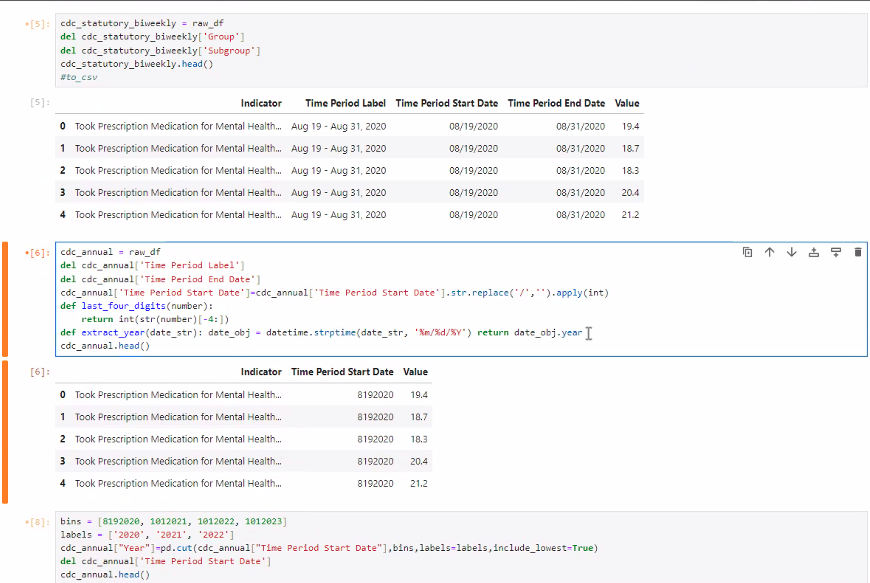 *[5]: cdc_statutory_biweekly = raw_df
del cdc_statutory_biweekly['Group']
del cdc_statutory_biweekly['Subgroup']
cdc_statutory_biweekly.head()
#to_csv
[5]: Indicator Time Period Label Time Period Start Date Time Period End Date Value
0 Took Prescription Medication for Mental Health... Aug 19 - Aug 31, 2020 08/19/2020 08/31/2020 19.4
1 Took Prescription Medication for Mental Health... Aug 19 - Aug 31, 2020 08/19/2020 08/31/2020 18.7
2 Took Prescription Medication for Mental Health... Aug 19 - Aug 31, 2020 08/19/2020 08/31/2020 18.3
3 Took Prescription Medication for Mental Health... Aug 19 - Aug 31, 2020 08/19/2020 08/31/2020 20.4
4 Took Prescription Medication for Mental Health... Aug 19 - Aug 31, 2020 08/19/2020 08/31/2020 21.2
*[6]: cdc_annual = raw_df
del cdc_annual['Time Period Label']
del cdc_annual['Time Period End Date']
cdc_annual['Time Period Start Date']=cdc_annual['Time Period Start Date'].str.replace('/','').apply(int)
def last_four_digits(number):
return int(str(number)[-4:])
def extract_year(date_str): date_obj = datetime.strptime(date_str, '%m/%d/%Y') return date_obj.year
cdc_annual.head()
[6]: Indicator Time Period Start Date Value
0 Took Prescription Medication for Mental Health... 8192020 19.4
1 Took Prescription Medication for Mental Health... 8192020 18.7
2 Took Prescription Medication for Mental Health... 8192020 18.3
3 Took Prescription Medication for Mental Health... 8192020 20.4
4 Took Prescription Medication for Mental Health... 8192020 21.2
*[8]: bins = [8192020, 1012021, 1012022, 1012023]
labels = ['2020', '2021', '2022']
cdc_annual["Year"]=pd.cut(cdc_annual["Time Period Start Date"],bins,labels=labels,include_lowest=True)
del cdc_annual['Time Period Start Date']
cdc_annual.head()